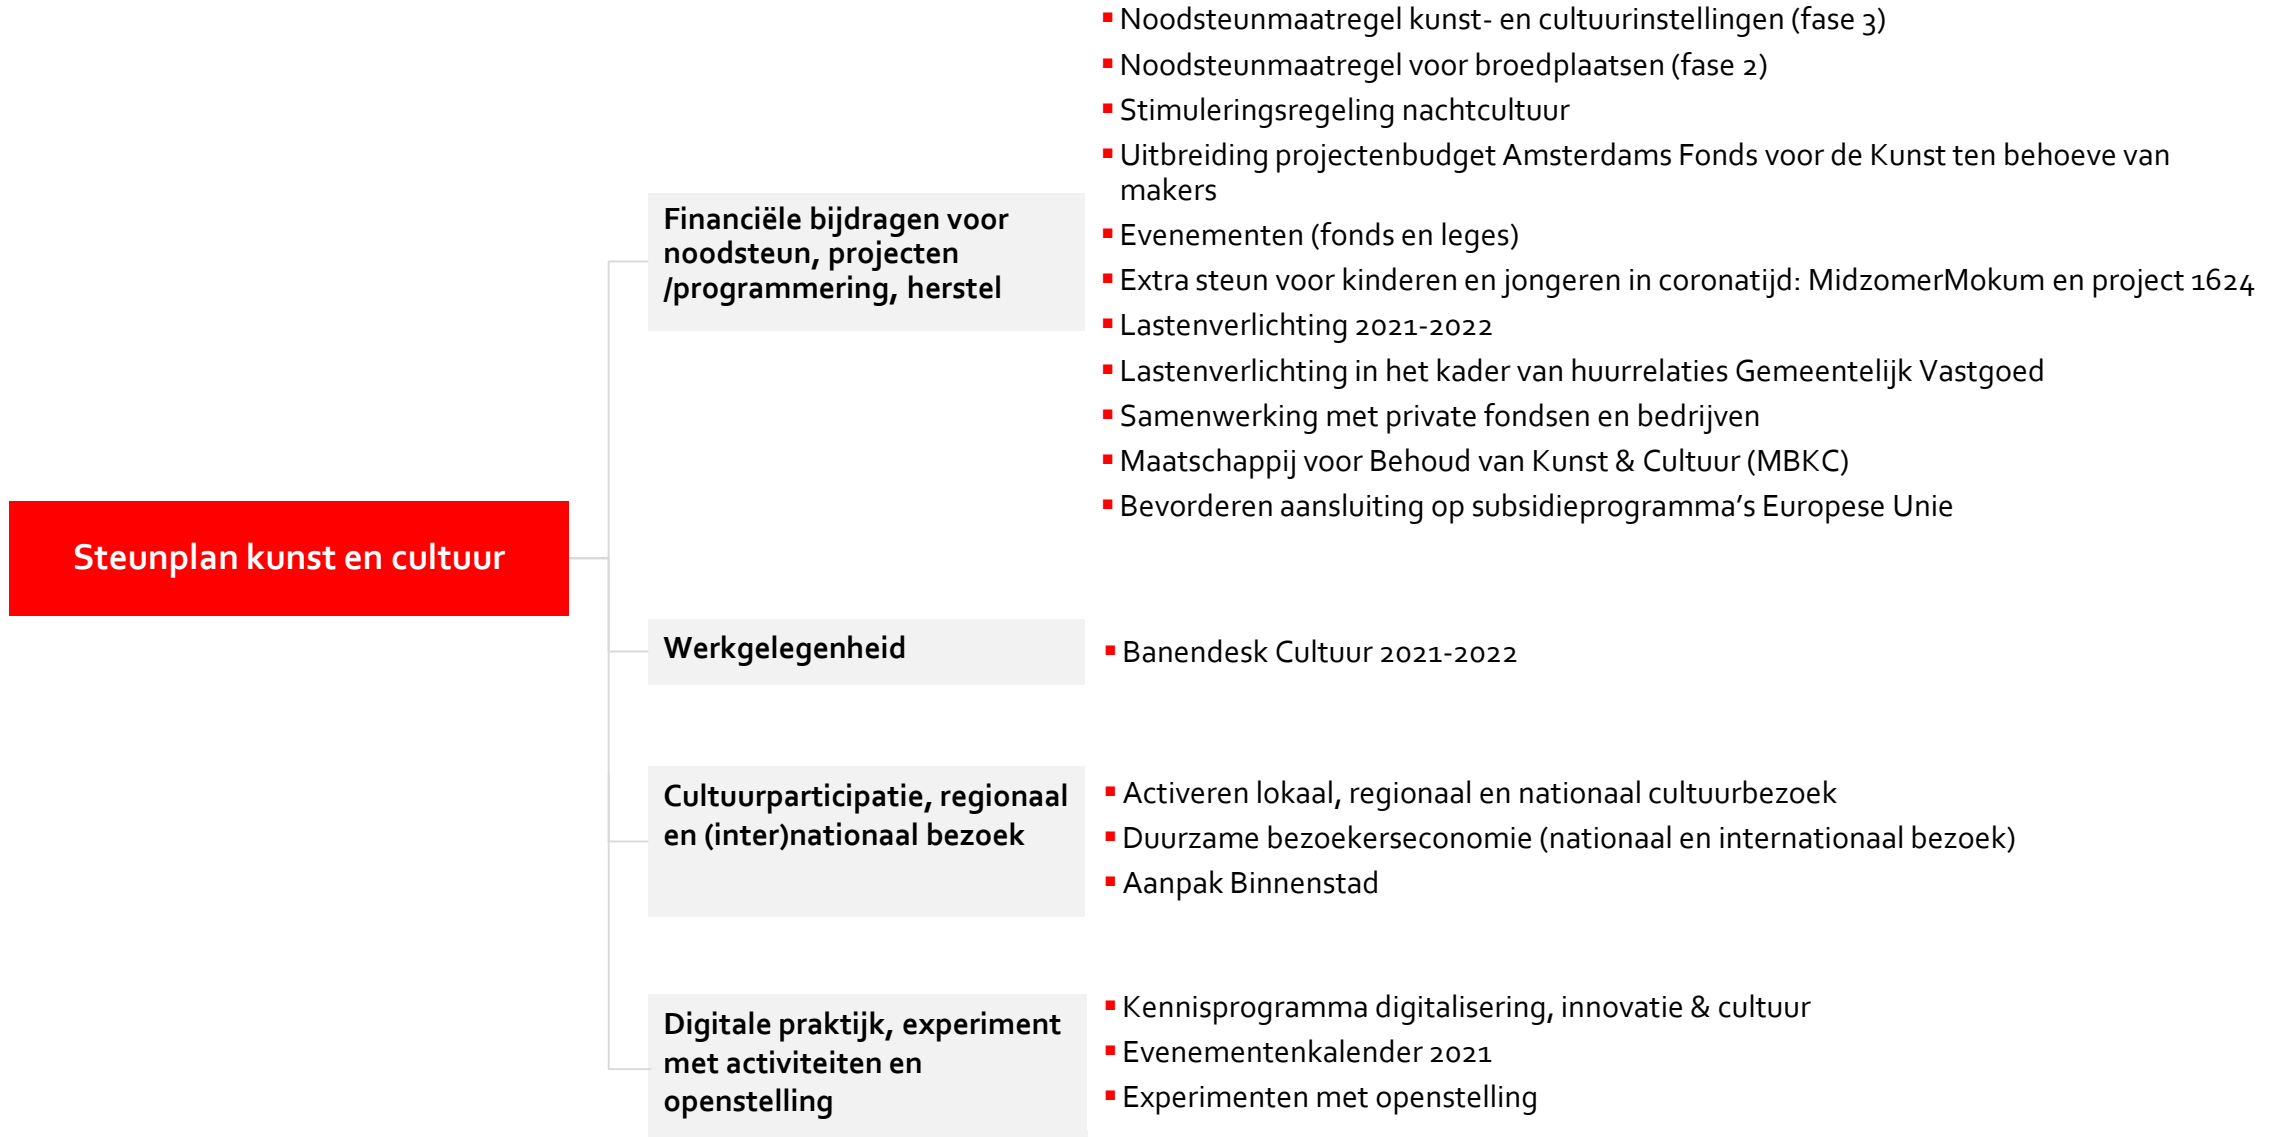 Steunplan kunst en cultuur
Financiële bijdragen voor
noodsteun, projecten
/programmering, herstel
▪ Noodsteunmaatregel kunst- en cultuurinstellingen (fase 3)
▪ Noodsteunmaatregel voor broedplaatsen (fase 2)
▪ Stimuleringsregeling nachtcultuur
▪ Uitbreiding projectenbudget Amsterdams Fonds voor de Kunst ten behoeve van
makers
▪ Evenementen (fonds en leges)
▪ Extra steun voor kinderen en jongeren in coronatijd: MidzomerMokum en project 1624
▪ Lastenverlichting 2021-2022
▪ Lastenverlichting in het kader van huurrelaties Gemeentelijk Vastgoed
▪ Samenwerking met private fondsen en bedrijven
▪ Maatschappij voor Behoud van Kunst & Cultuur (MBKC)
▪ Bevorderen aansluiting op subsidieprogramma’s Europese Unie
Werkgelegenheid
▪ Banendesk Cultuur 2021-2022
Cultuurparticipatie, regionaal
en (inter)nationaal bezoek
▪ Activeren lokaal, regionaal en nationaal cultuurbezoek
▪ Duurzame bezoekerseconomie (nationaal en internationaal bezoek)
▪ Aanpak Binnenstad
Digitale praktijk, experiment
met activiteiten en
openstelling
▪ Kennisprogramma digitalisering, innovatie & cultuur
▪ Evenementenkalender 2021
▪ Experimenten met openstelling